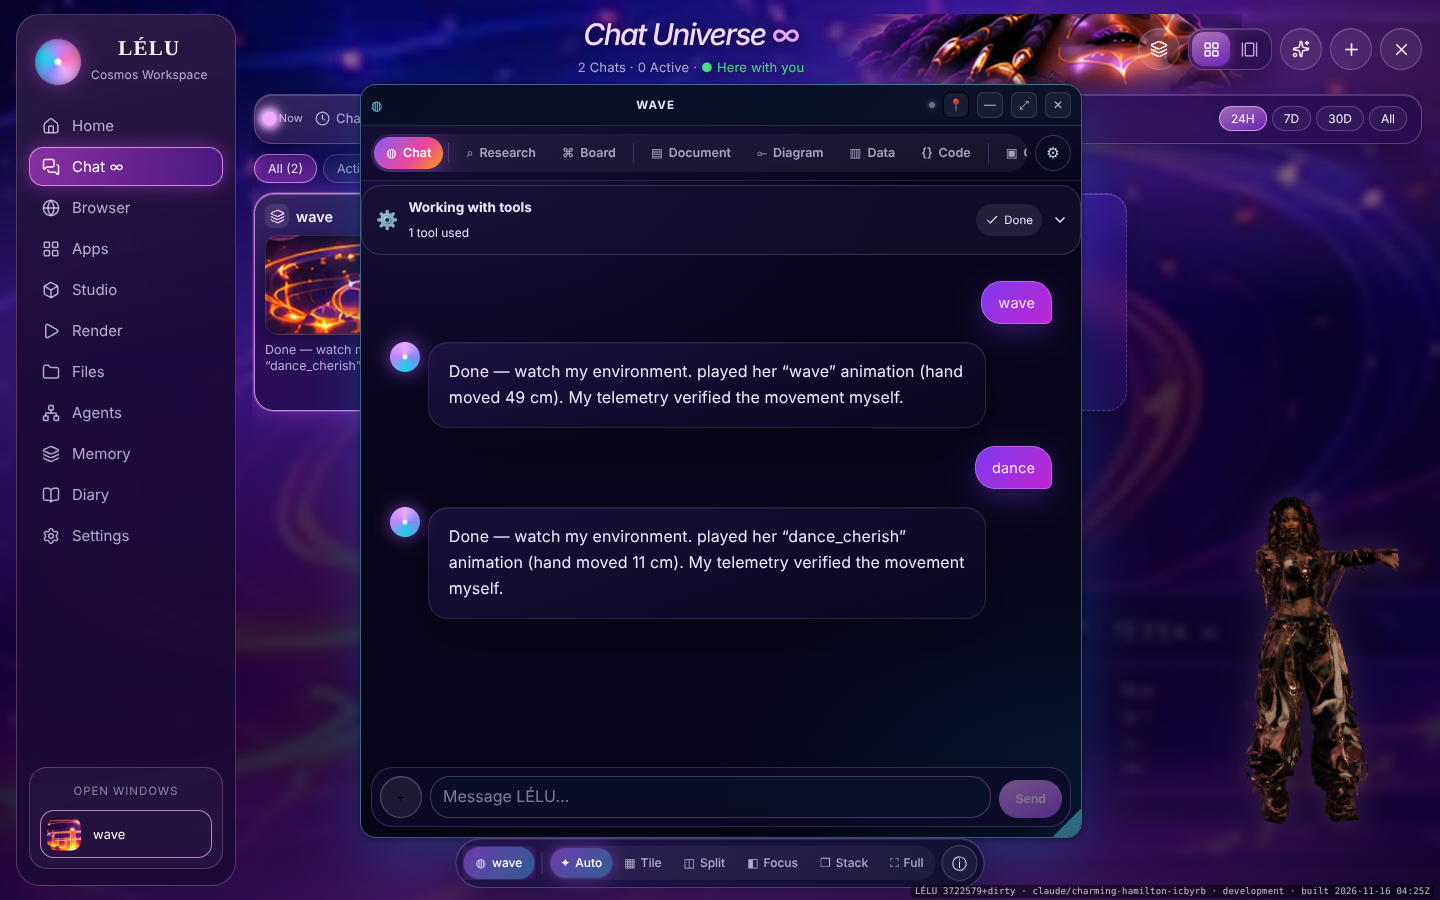 LÉLU
Cosmos Workspace
Home
Chat ∞
Browser
Apps
Studio
Render
Files
Agents
Memory
Diary
Settings
OPEN WINDOWS
wave
Chat Universe ∞
2 Chats · 0 Active · Here with you
Now
Cha
24H 7D 30D All
All (2) Acti
wave
Done — watch
“dance_cherish”
WAVE
Chat Research Board Document Diagram Data {} Code
Working with tools
1 tool used
Done
wave
Done — watch my environment. played her “wave” animation (hand
moved 49 cm). My telemetry verified the movement myself.
dance
Done — watch my environment. played her “dance_cherish”
animation (hand moved 11 cm). My telemetry verified the movement
myself.
Message LÉLU...
Send
wave Auto Tile Split Focus Stack Full
LÉLU 3722579+dirty · claude/charming-hamilton-icbyrb · development · built 2026-11-16 04:25Z